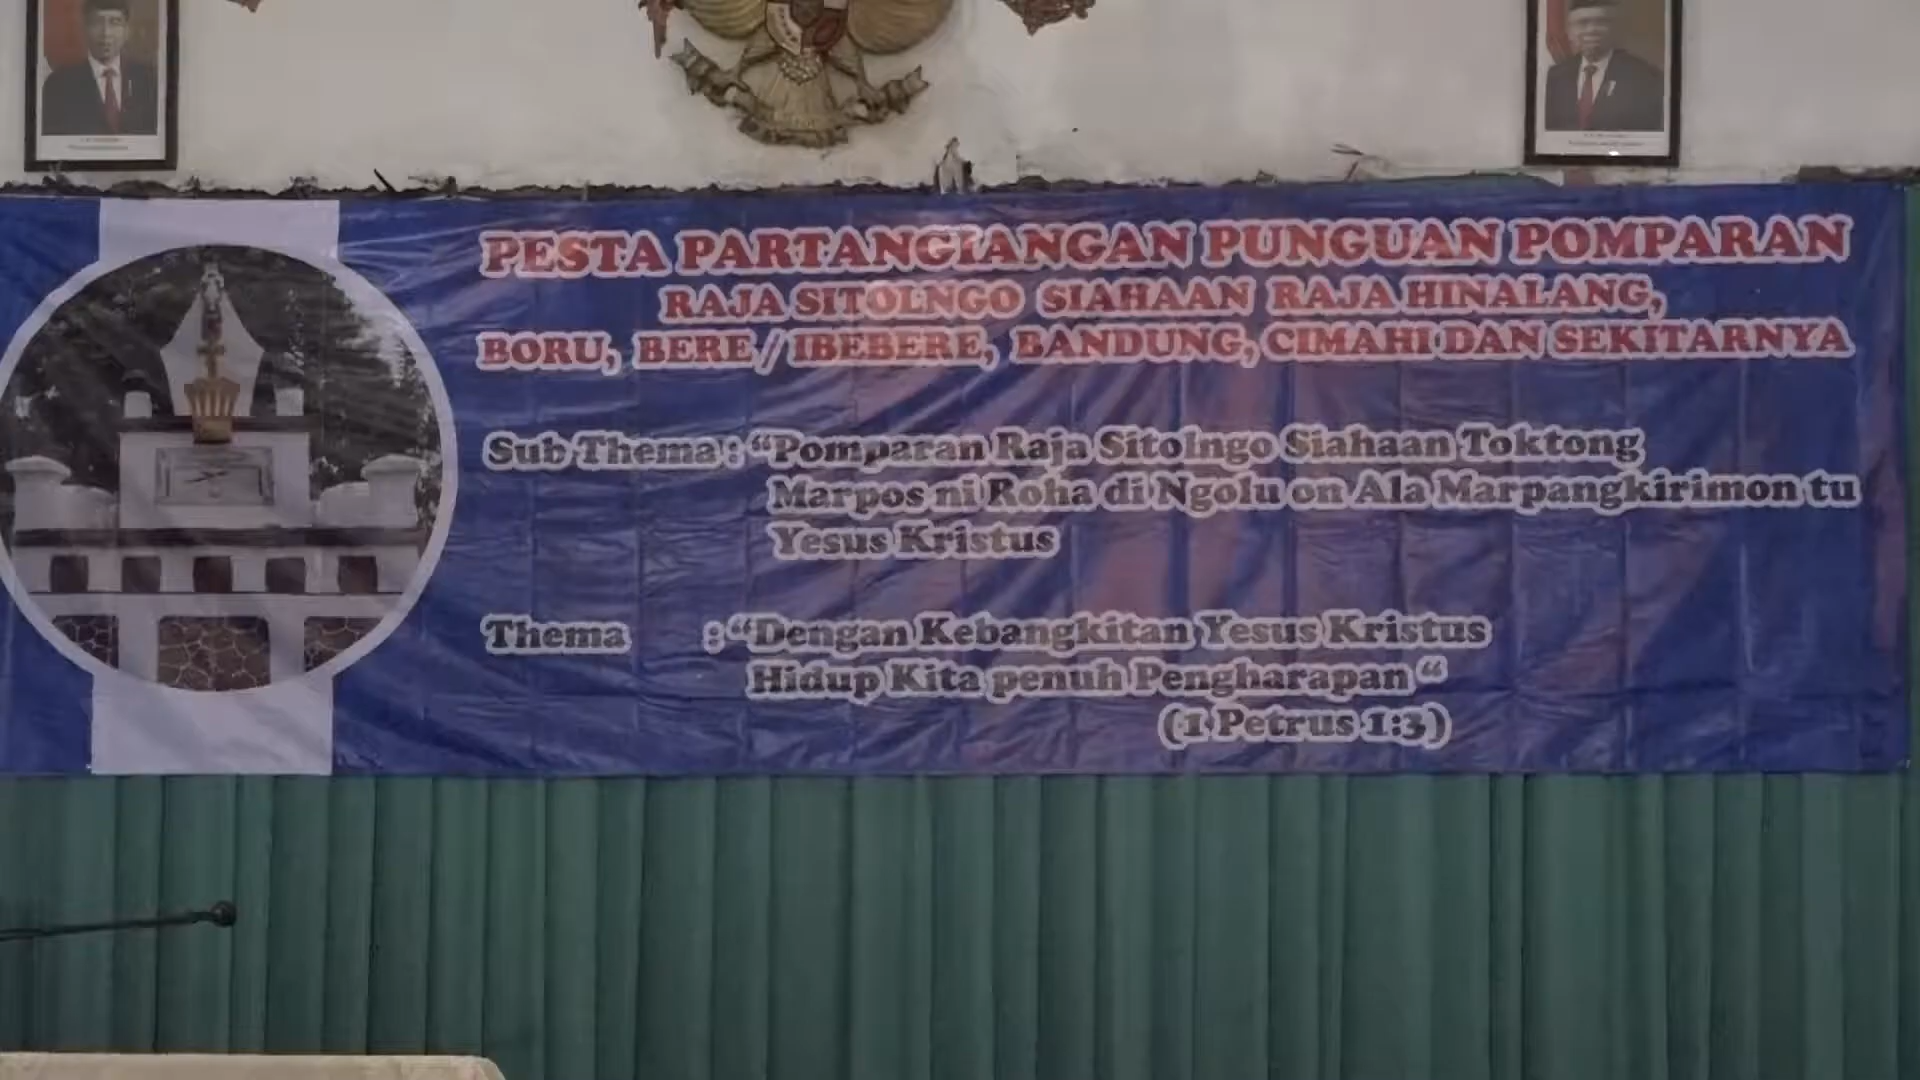 PESTA PARTANGIANGAN PUNGUAN POMPARAN
RAJA SITOLNGO SIAHAAN RAJA HINALANG,
BORU, BERE / IBEBERE, BANDUNG, CIMAHI DAN SEKITARNYA
Sub Thema : “Pomparan Raja Sitolngo Siahaan Toktong
Marpos ni Roha di Ngolu on Ala Marpangkirimon tu
Yesus Kristus
Thema : “Dengan Kebangkitan Yesus Kristus
Hidup Kita penuh Pengharapan “
(1 Petrus 1:3)